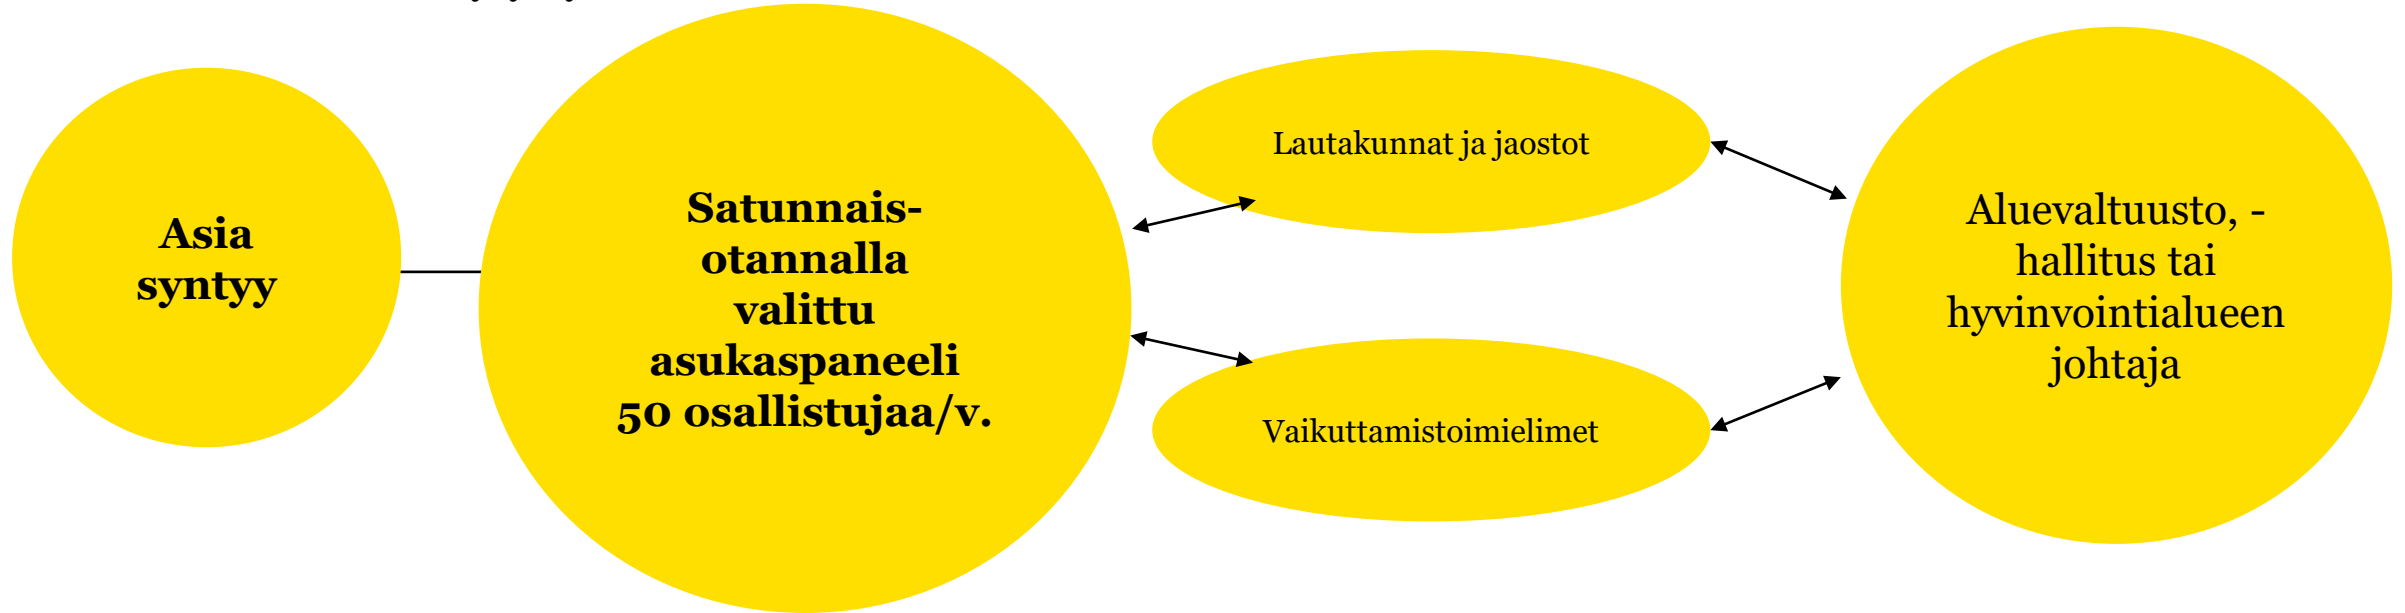 Asia
syntyy
Satunnais-
otannalla
valittu
asukaspaneeli
50 osallistujaa/v.
Lautakunnat ja jaostot
Vaikuttamistoimielimet
Aluevaltuusto, -
hallitus tai
hyvinvointialueen
johtaja